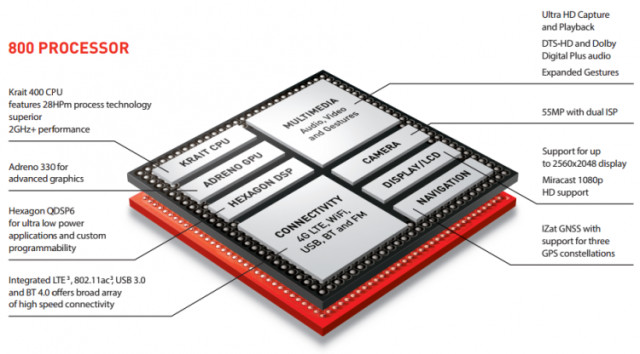 800 PROCESSOR
Krait 400 CPU
features 28HPm process technology
superior
2GHz+ performance
Adreno 330 for
advanced graphics
Hexagon QDSP6
for ultra low power
applications and custom
programmability
Integrated LTE², 802.11ac², USB 3.0
and BT 4.0 offers broad array
of high speed connectivity
KRAIT CPU
ADRENO GPU
HEXAGON DSP
MULTIMEDIA
Audio, Video
and Gestures
CAMERA
DISPLAY/LCD
NAVIGATION
CONNECTIVITY
4G LTE, WiFi,
USB, BT and FM
Ultra HD Capture
and Playback
DTS-HD and Dolby
Digital Plus audio
Expanded Gestures
55MP with dual ISP
Support for up
to 2560x2048 display
Miracast 1080p
HD support
IZat GNSS with
support for three
GPS constellations